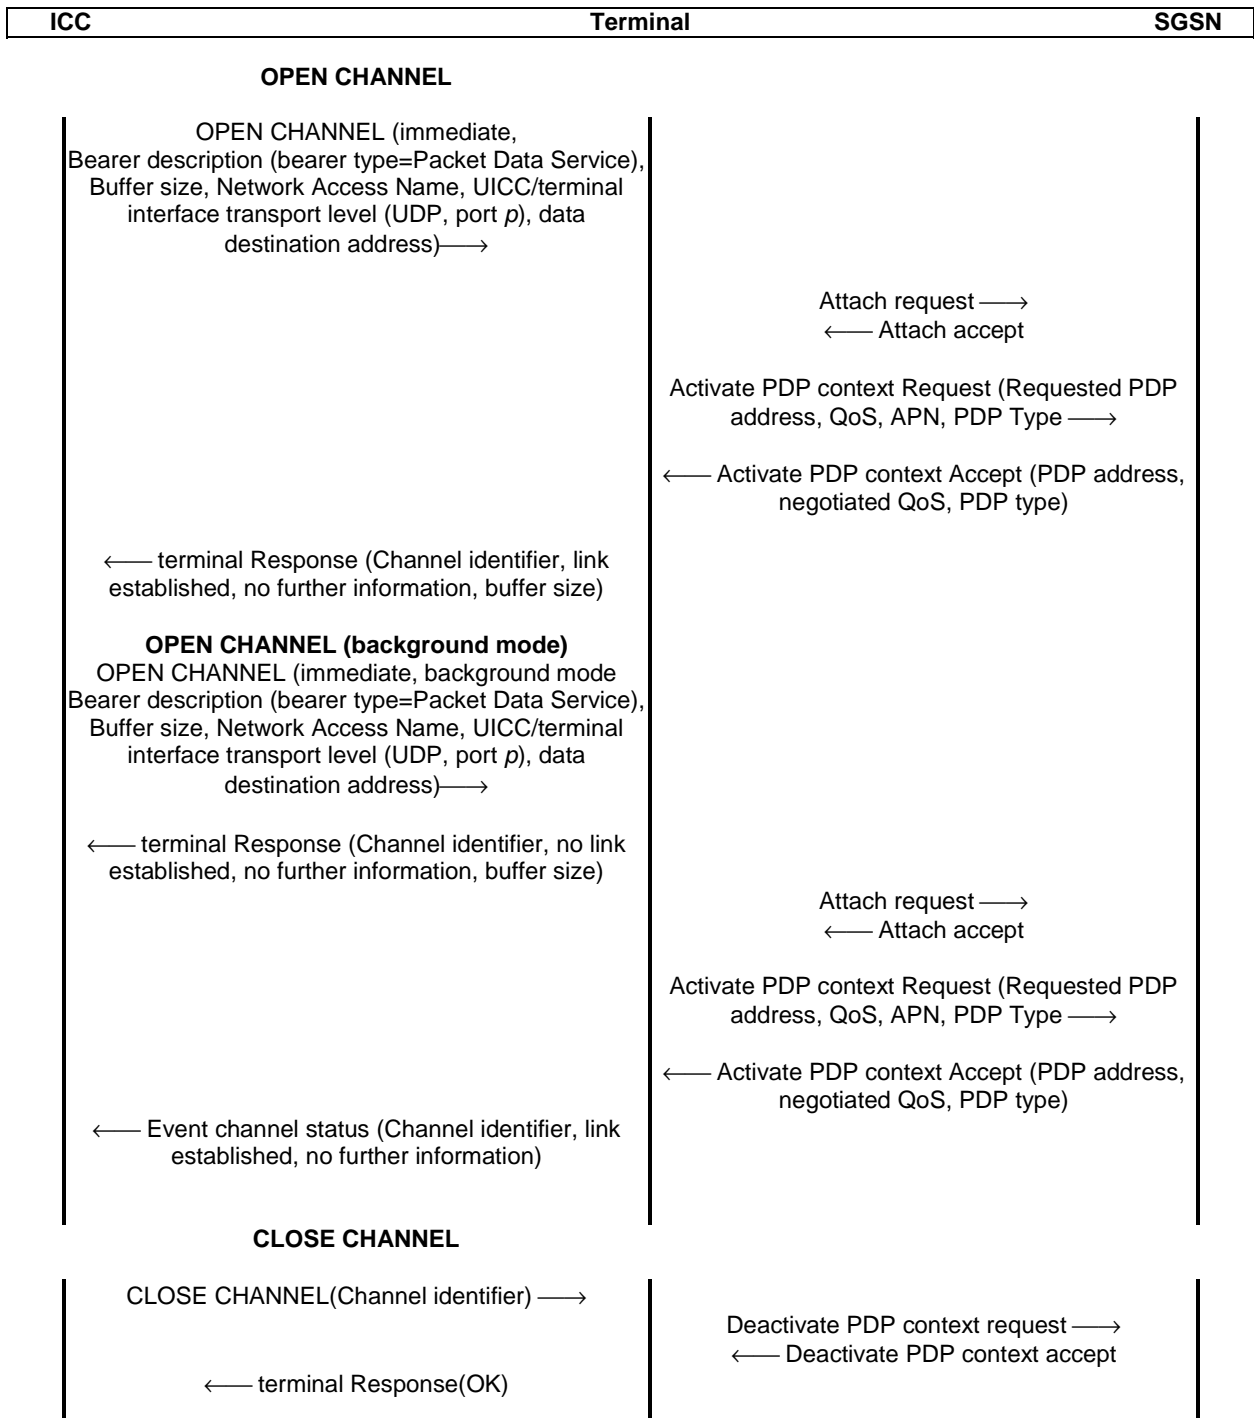 ICC Terminal SGSN
OPEN CHANNEL
OPEN CHANNEL (immediate,
Bearer description (bearer type=Packet Data Service),
Buffer size, Network Access Name, UICC/terminal
interface transport level (UDP, port p), data
destination address)⟶
Attach request ⟶
⟵ Attach accept
Activate PDP context Request (Requested PDP
address, QoS, APN, PDP Type ⟶
⟵ Activate PDP context Accept (PDP address,
negotiated QoS, PDP type)
⟵ terminal Response (Channel identifier, link
established, no further information, buffer size)
OPEN CHANNEL (background mode)
OPEN CHANNEL (immediate, background mode
Bearer description (bearer type=Packet Data Service),
Buffer size, Network Access Name, UICC/terminal
interface transport level (UDP, port p), data
destination address)⟶
⟵ terminal Response (Channel identifier, no link
established, no further information, buffer size)
Attach request ⟶
⟵ Attach accept
Activate PDP context Request (Requested PDP
address, QoS, APN, PDP Type ⟶
⟵ Activate PDP context Accept (PDP address,
negotiated QoS, PDP type)
⟵ Event channel status (Channel identifier, link
established, no further information)
CLOSE CHANNEL
CLOSE CHANNEL(Channel identifier) ⟶
Deactivate PDP context request ⟶
⟵ Deactivate PDP context accept
⟵ terminal Response(OK)